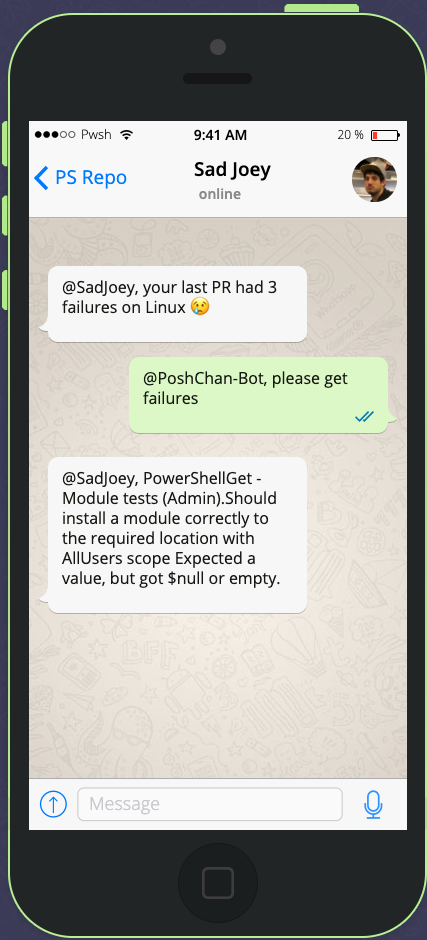 Pwsh 9:41 AM 20 %
PS Repo Sad Joey
online
@SadJoey, your last PR had 3
failures on Linux 😢
@PoshChan-Bot, please get
failures
@SadJoey, PowerShellGet -
Module tests (Admin).Should
install a module correctly to
the required location with
AllUsers scope Expected a
value, but got $null or empty.
BFF
Message